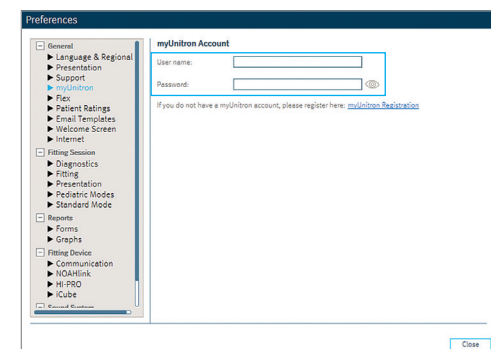 Preferences
General
Language & Regional
Presentation
Support
myUnitron
Flex
Patient Ratings
Email Templates
Welcome Screen
Internet
Fitting Session
Diagnostics
Fitting
Presentation
Pediatric Modes
Standard Mode
Reports
Forms
Graphs
Fitting Device
Communication
NOAHlink
HI-PRO
iCube
Sound System
myUnitron Account
User name:
Password:
If you do not have a myUnitron account, please register here: myUnitron Registration
Close